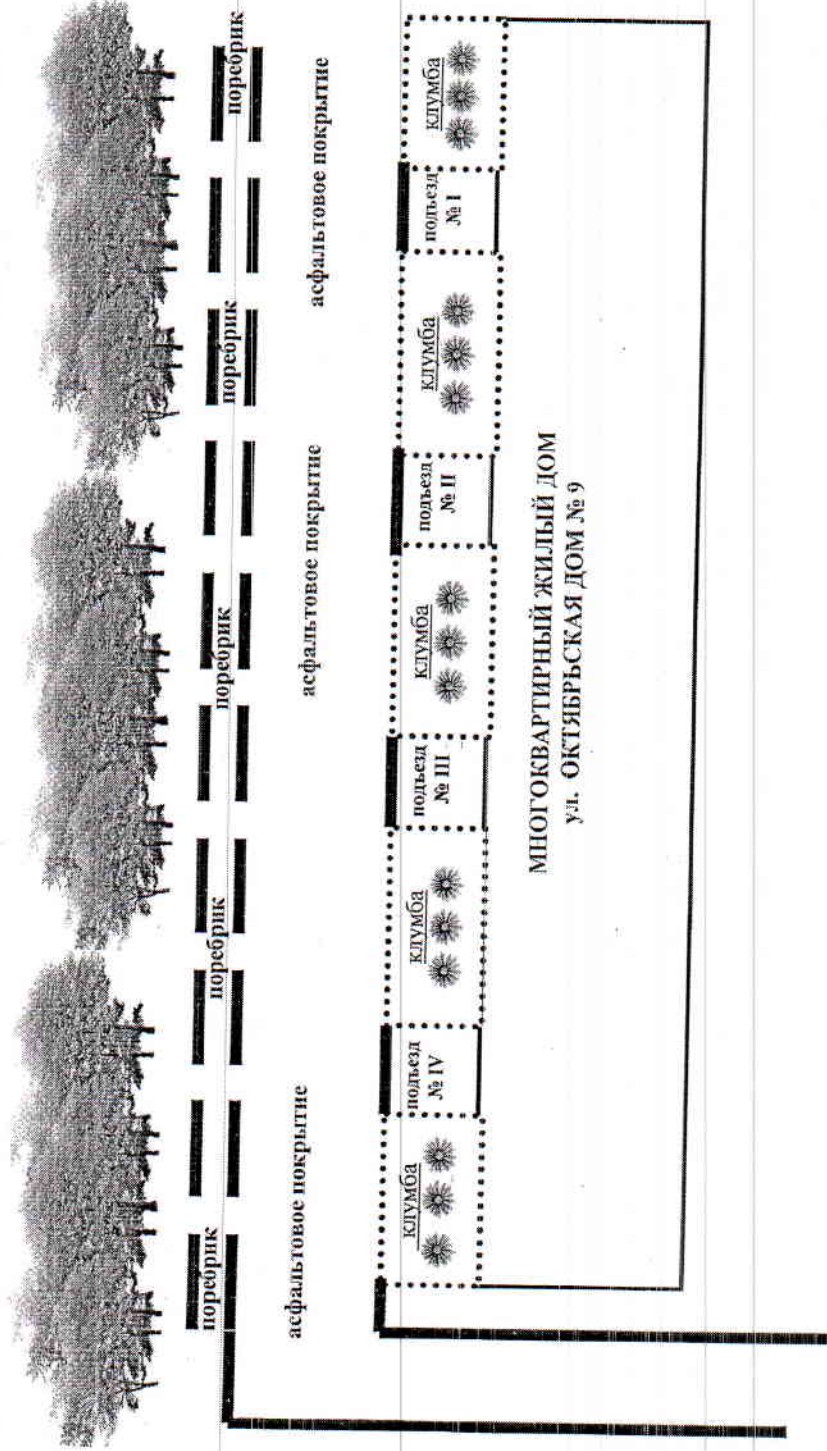 поребрик
поребрик
поребрик
поребрик
поребрик
асфальтовое покрытие
асфальтовое покрытие
асфальтовое покрытие
клумба
подъезд
№ IV
клумба
подъезд
№ III
клумба
подъезд
№ II
клумба
подъезд
№ I
клумба
МНОГОКВАРТИРНЫЙ ЖИЛЫЙ ДОМ
ул. ОКТЯБРЬСКАЯ ДОМ № 9